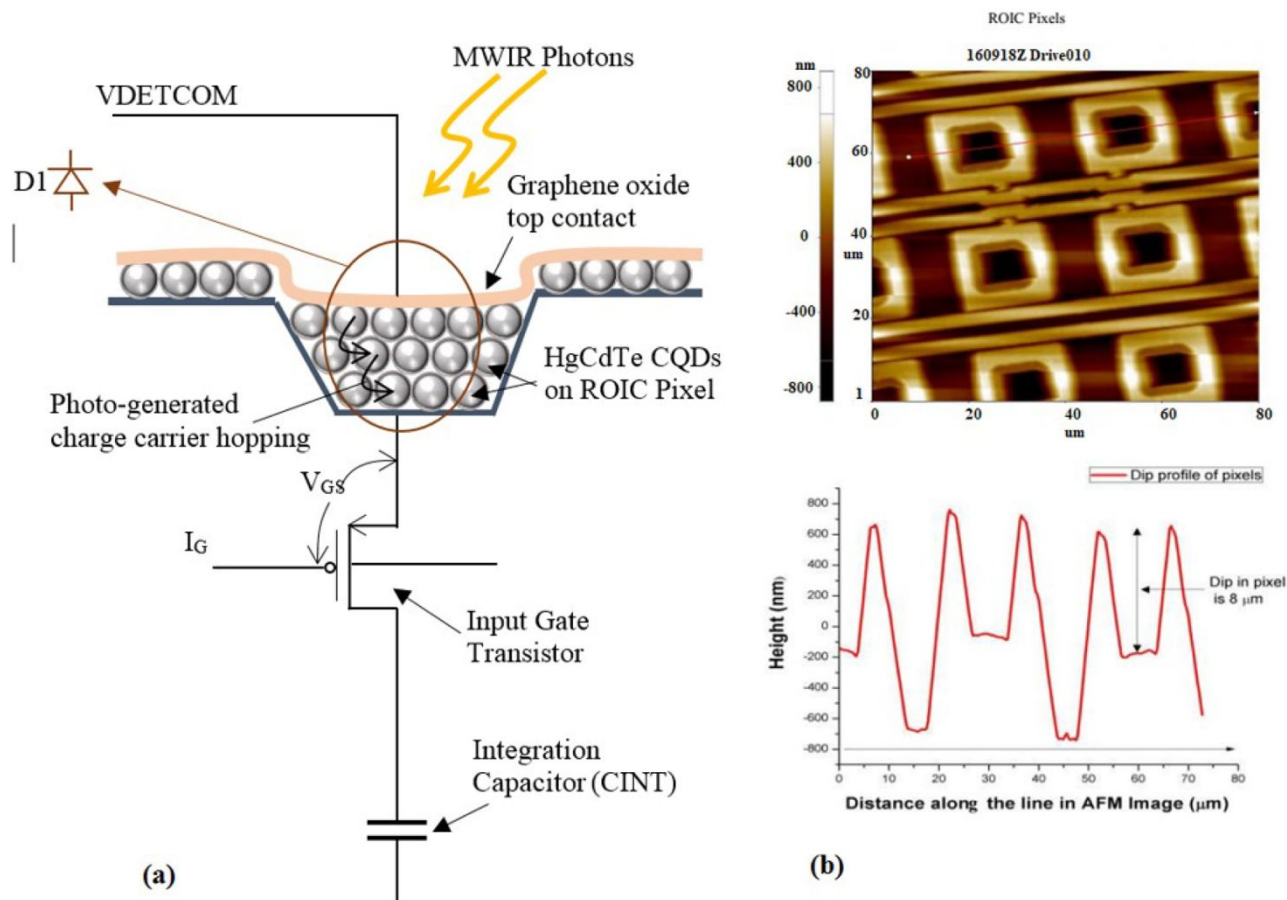 MWIR Photons
VDETCOM
D1
Graphene oxide
top contact
HgCdTe CQDs
on ROIC Pixel
Photo-generated
charge carrier hopping
VGS
IG
Input Gate
Transistor
Integration
Capacitor (CINT)
(a)
ROIC Pixels
160918Z Drive010
nm
800
400
0
-400
-800
80
60
40
um
20
1
0
20
40
60
80
um
Dip profile of pixels
800
600
400
200
0
-200
-400
-600
-800
Height (nm)
Dip in pixel
is 8 μm
0 10 20 30 40 50 60 70 80
Distance along the line in AFM Image (μm)
(b)